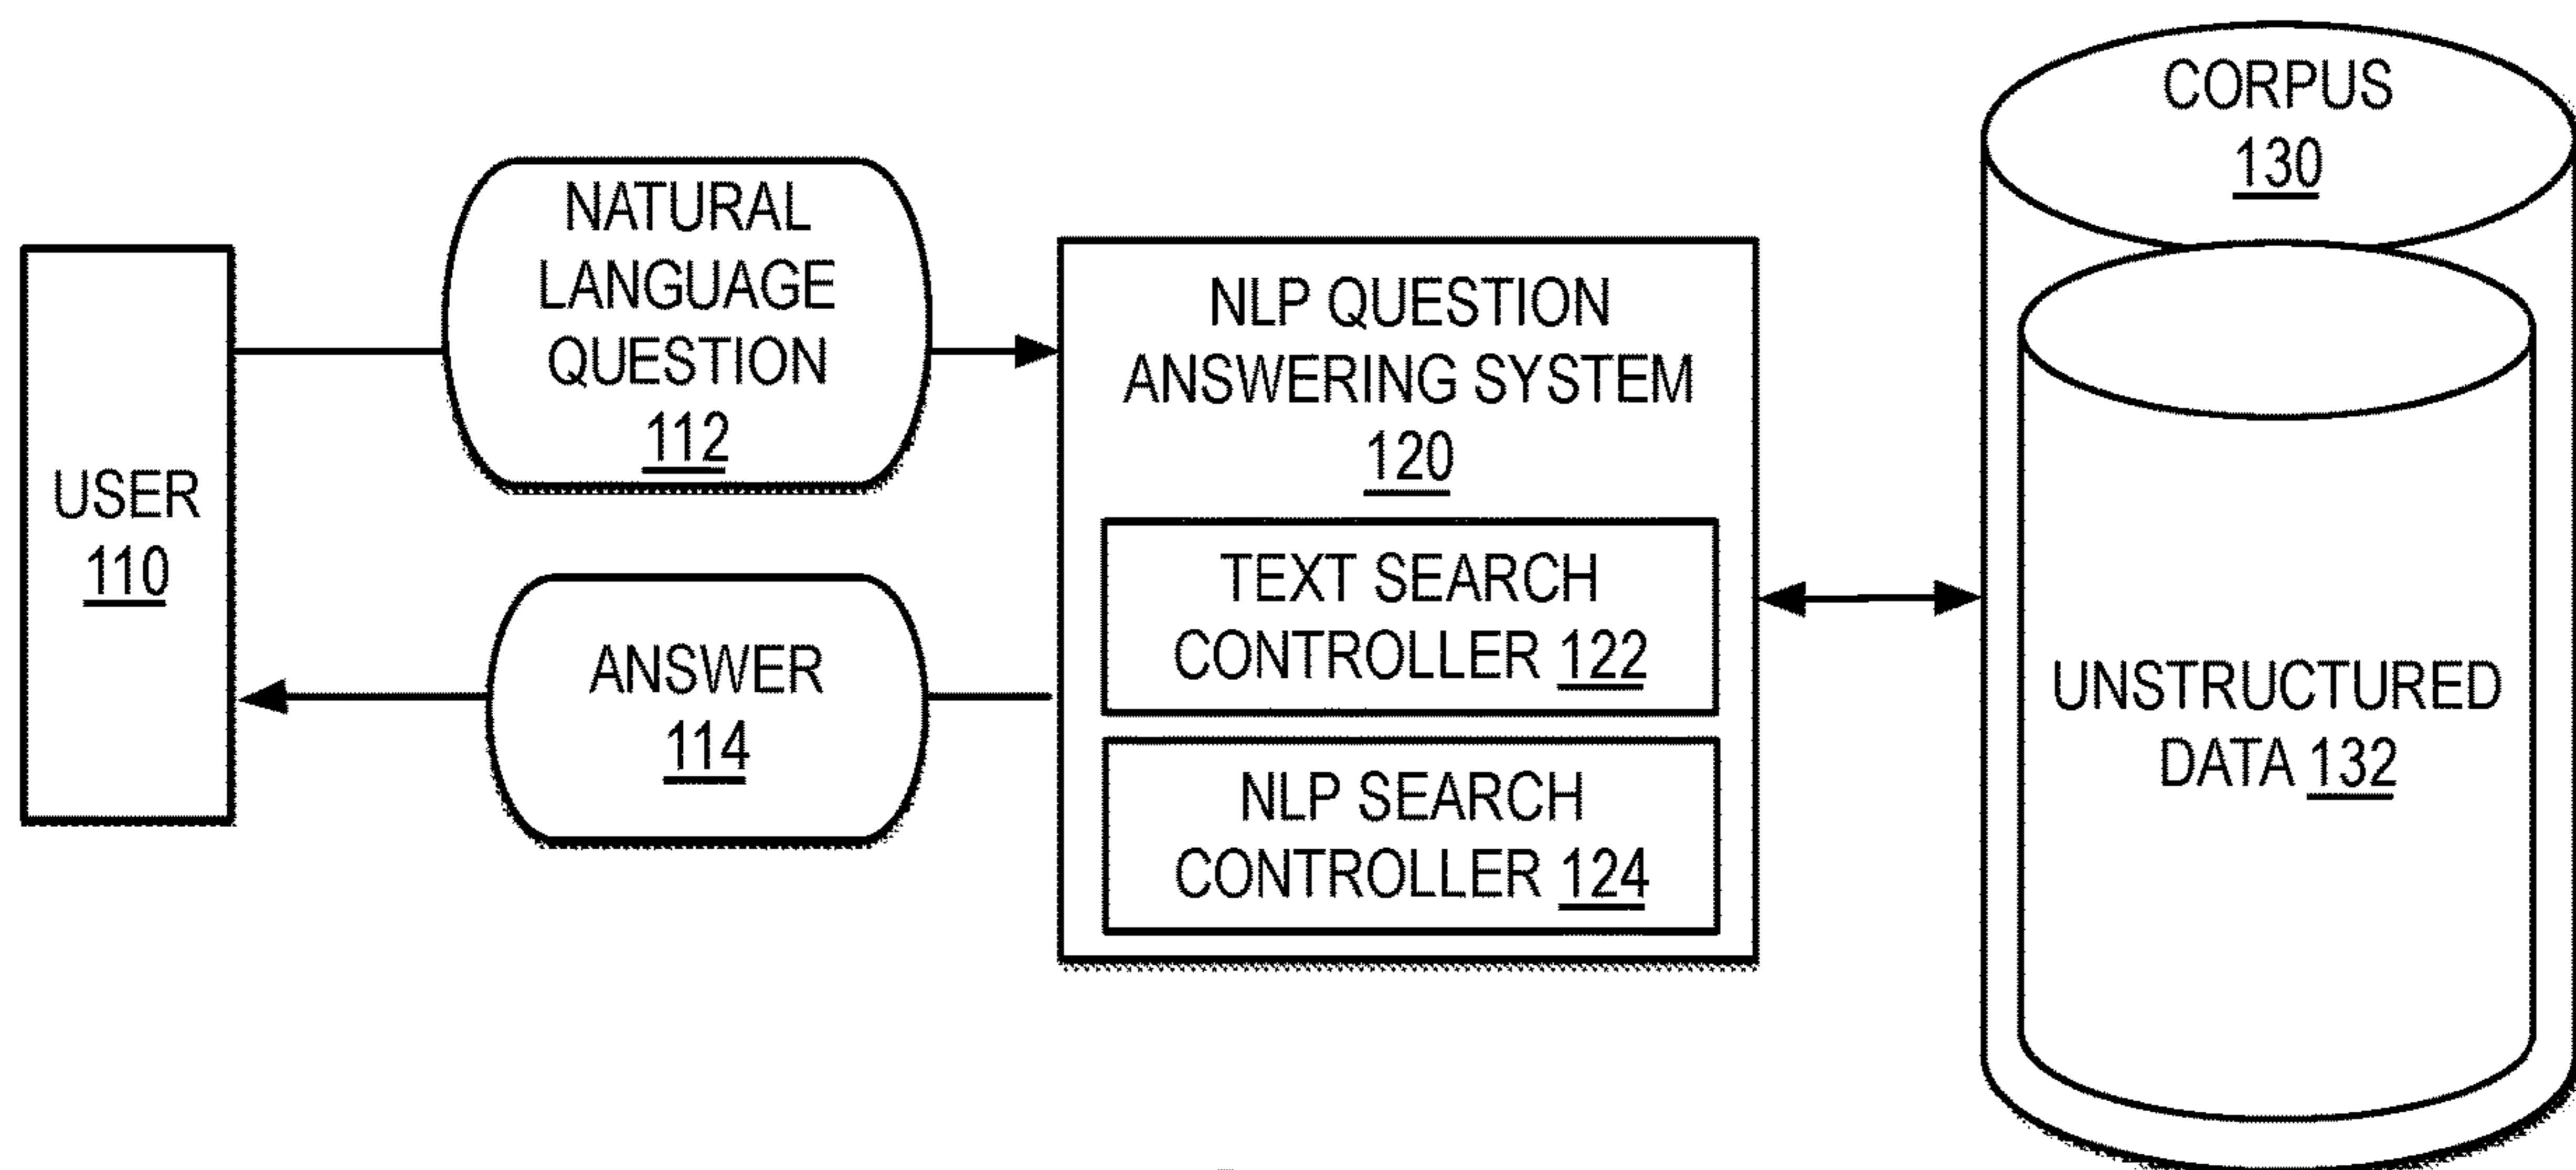 USER
110
NATURAL
LANGUAGE
QUESTION
112
ANSWER
114
NLP QUESTION
ANSWERING SYSTEM
120
TEXT SEARCH
CONTROLLER 122
NLP SEARCH
CONTROLLER 124
CORPUS
130
UNSTRUCTURED
DATA 132